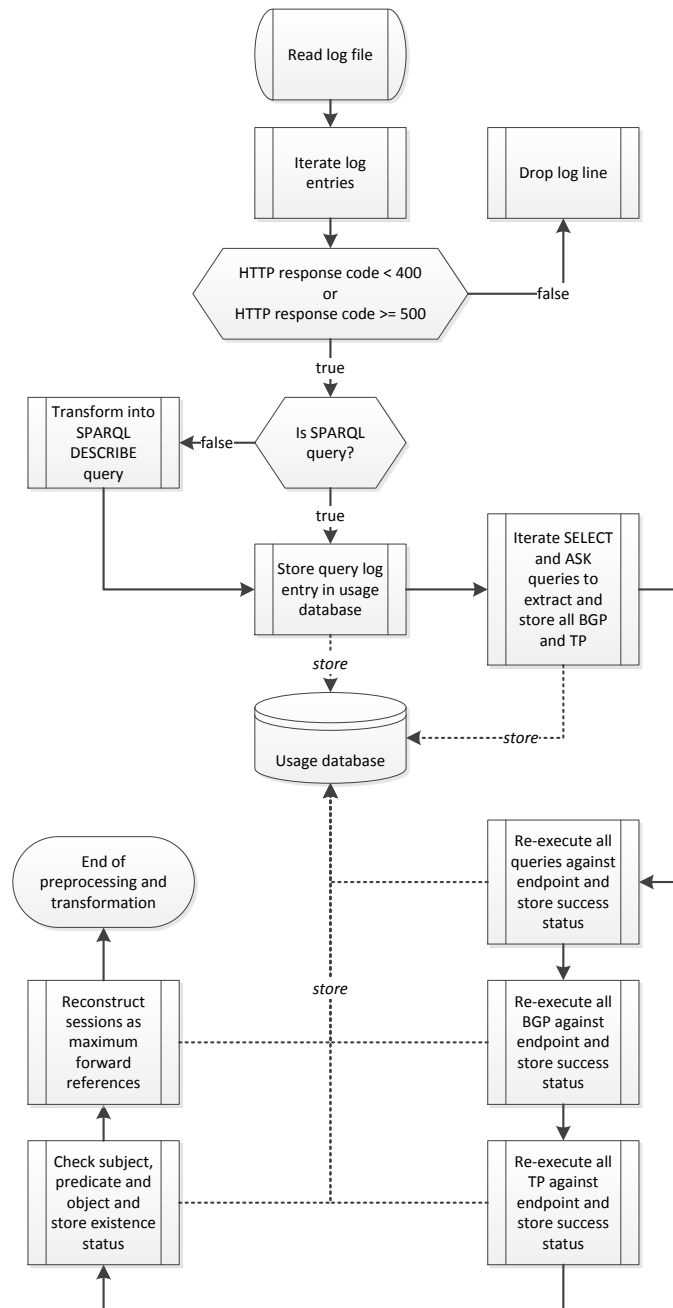 Read log file
Iterate log
entries
Drop log line
HTTP response code < 400
or
HTTP response code >= 500
false
true
Transform into
SPARQL
DESCRIBE
query
false
Is SPARQL
query?
true
Store query log
entry in usage
database
Iterate SELECT
and ASK
queries to
extract and
store all BGP
and TP
store
store
Usage database
End of
preprocessing and
transformation
Re-execute all
queries against
endpoint and
store success
status
store
Reconstruct
sessions as
maximum
forward
references
Re-execute all
BGP against
endpoint and
store success
status
Check subject,
predicate and
object and
store existence
status
Re-execute all
TP against
endpoint and
store success
status